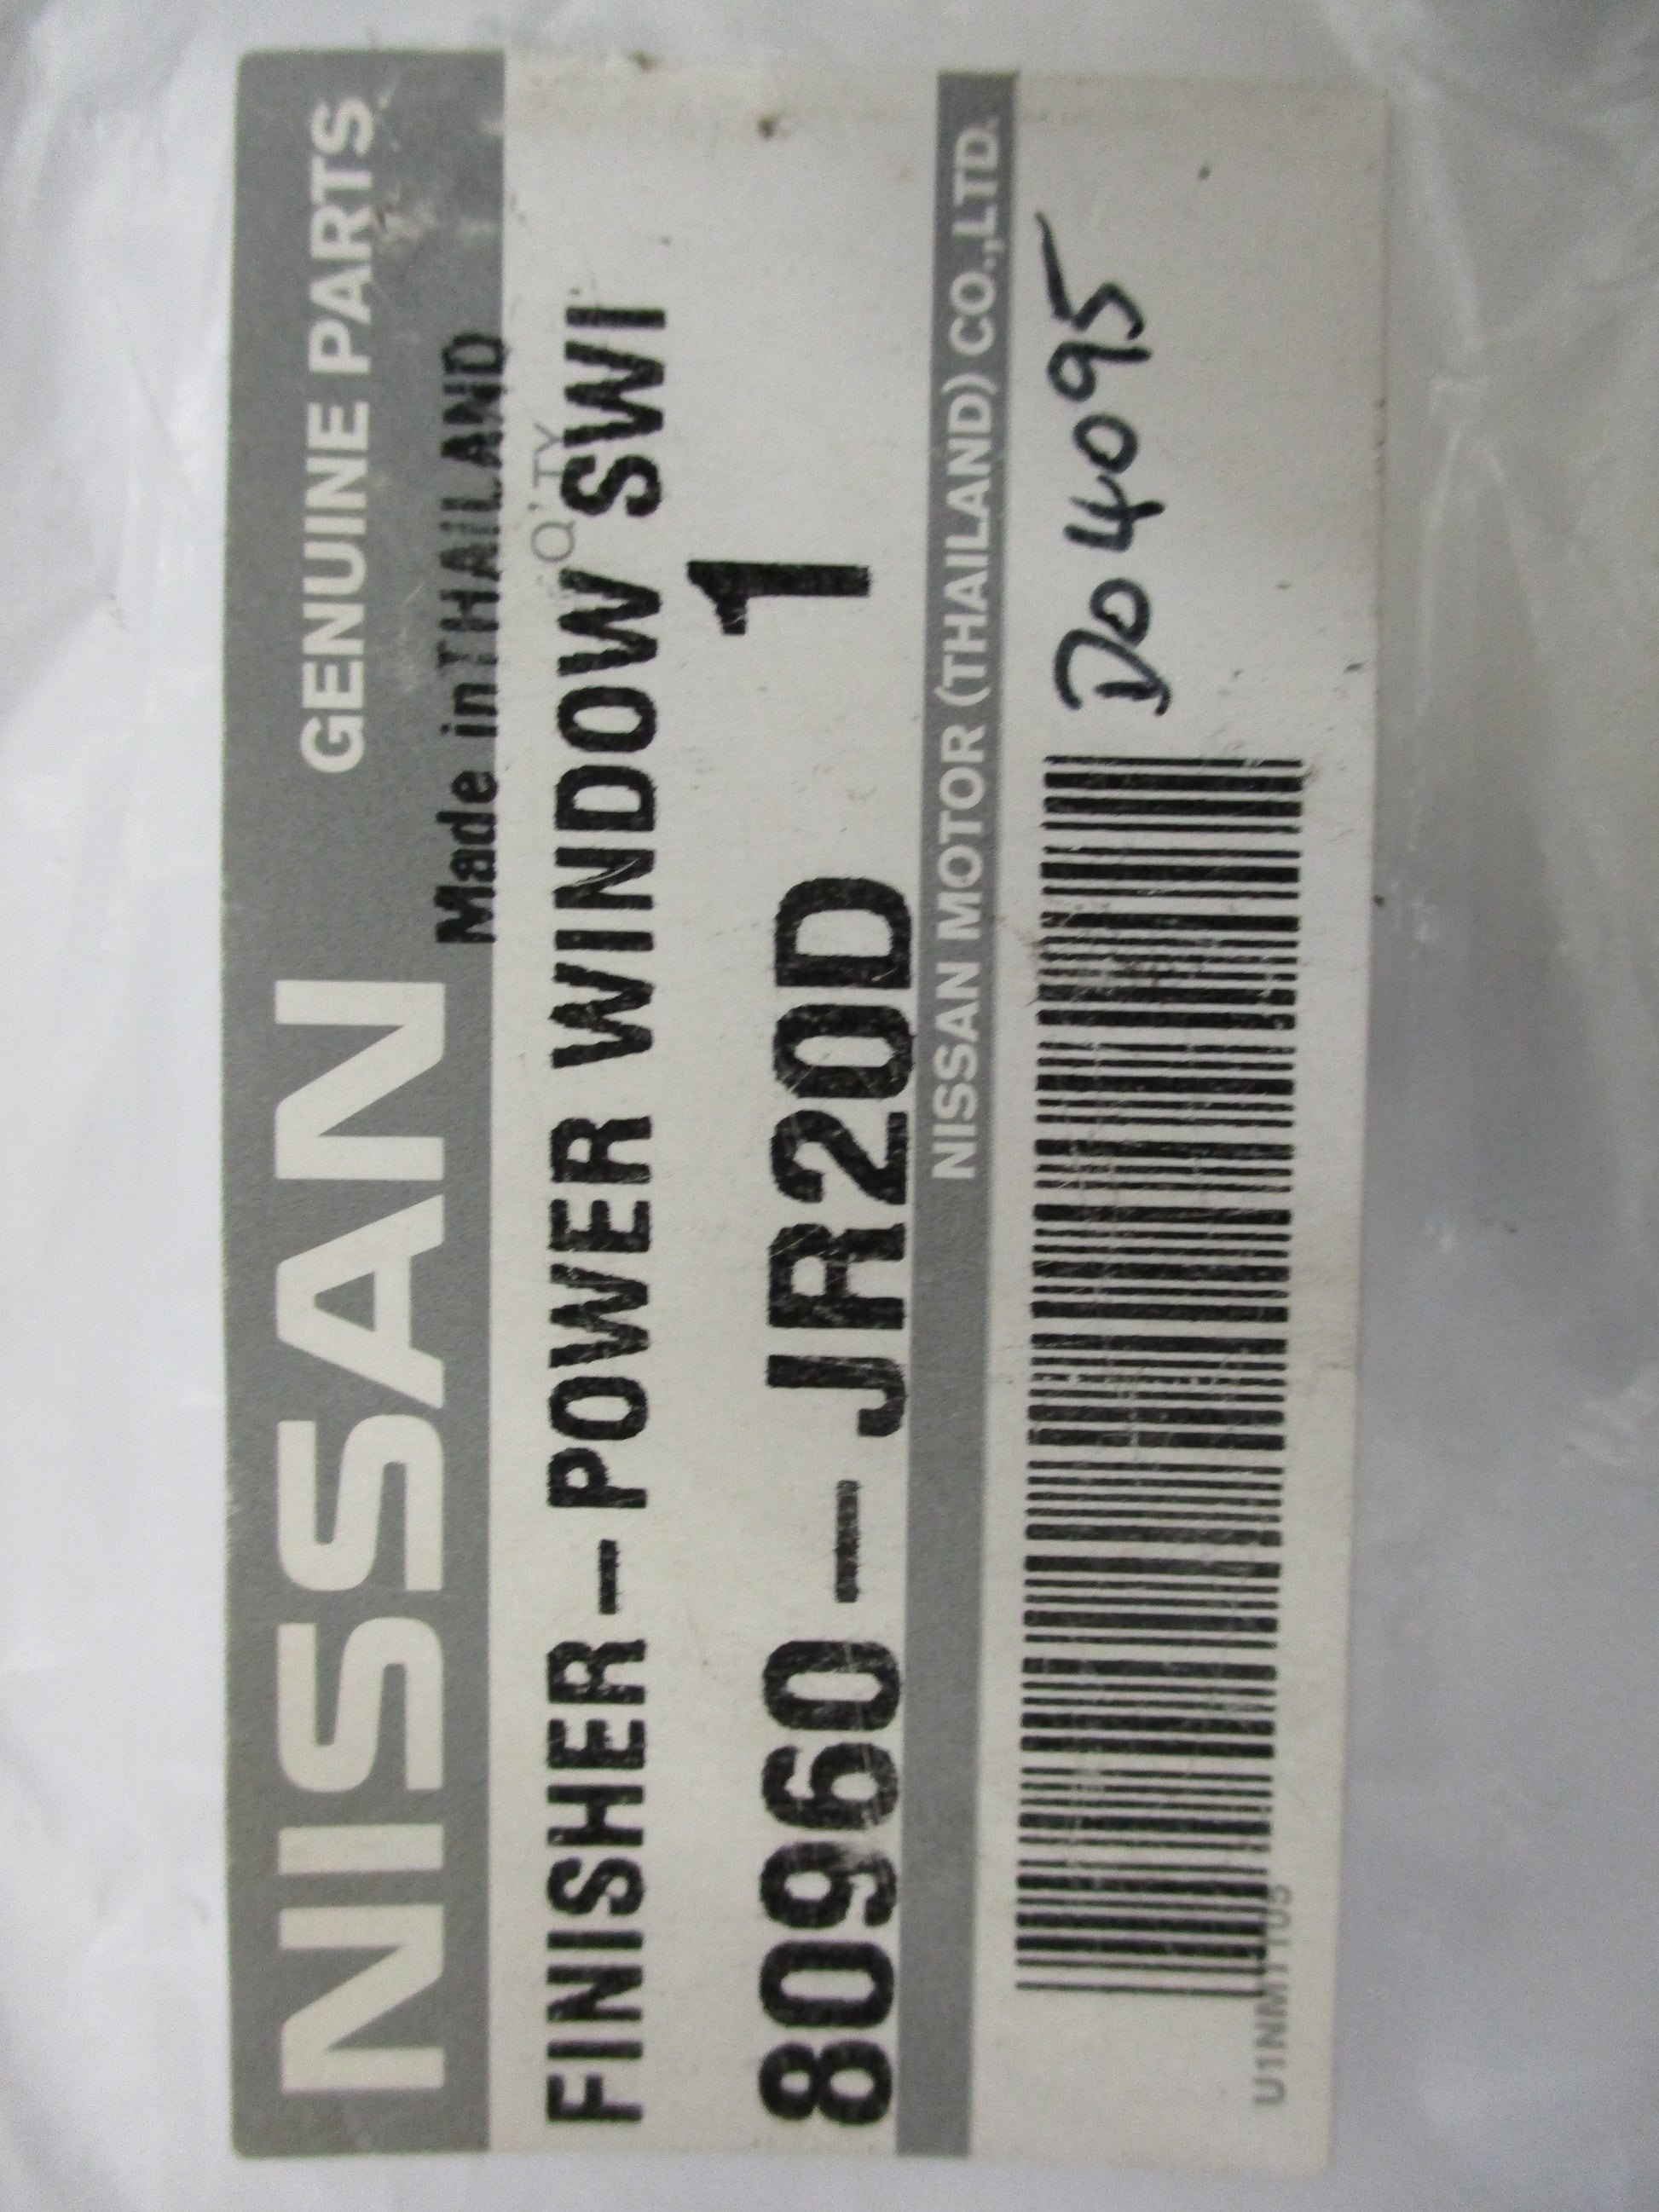 NISSAN GENUINE PARTS
Made in THAILAND
Q'TY
FINISHER-POWER WINDOW SWI
1
80960-JR20D
NISSAN MOTOR (THAILAND) CO.,LTD.
D04095